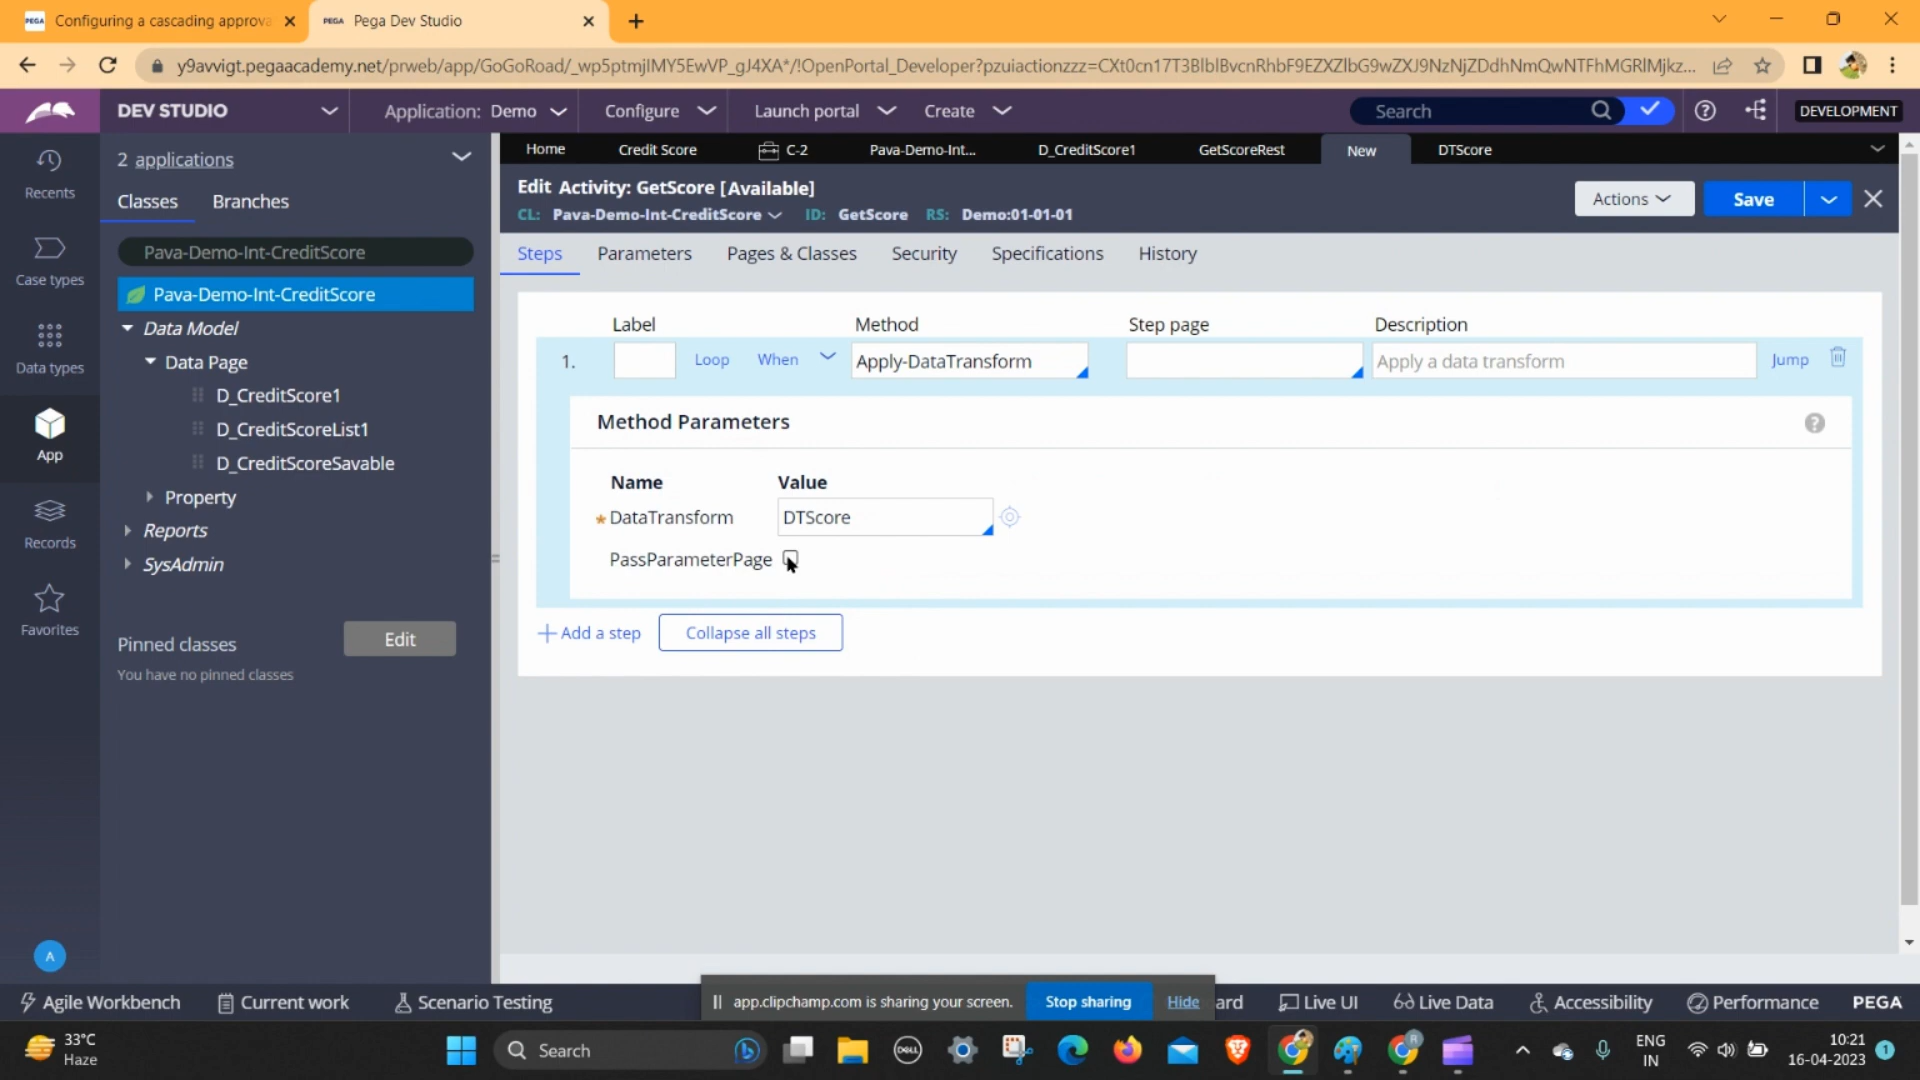 PEGA Configuring a cascading approva
PEGA Pega Dev Studio
y9avvigt.pegaacademy.net/prweb/app/GoGoRoad/_wp5ptmjlMY5EwVP_gJ4XA*/!OpenPortal_Developer?pzuiactionzzz=CXt0cn17T3BlblBvcnRhbF9EZXZlbG9wZXJ9NzNjZDdhNmQwNTFhMGRlMjkz...
DEV STUDIO
Application: Demo
Configure
Launch portal
Create
Search
DEVELOPMENT
Recents
Case types
Data types
App
Records
Favorites
A
2 applications
Classes
Branches
Pava-Demo-Int-CreditScore
Pava-Demo-Int-CreditScore
Data Model
Data Page
D_CreditScore1
D_CreditScoreList1
D_CreditScoreSavable
Property
Reports
SysAdmin
Pinned classes
Edit
You have no pinned classes
Home
Credit Score
C-2
Pava-Demo-Int...
D_CreditScore1
GetScoreRest
New
DTScore
Edit Activity: GetScore [Available]
CL: Pava-Demo-Int-CreditScore ID: GetScore RS: Demo:01-01-01
Actions
Save
Steps
Parameters
Pages & Classes
Security
Specifications
History
Label
Method
Step page
Description
1.
Loop
When
Apply-DataTransform
Apply a data transform
Jump
Method Parameters
?
Name
Value
* DataTransform
DTScore
PassParameterPage
+ Add a step
Collapse all steps
Agile Workbench
Current work
Scenario Testing
app.clipchamp.com is sharing your screen.
Stop sharing
Hide
ard
Live UI
Live Data
Accessibility
Performance
PEGA
33°C
Haze
Search
DELL
R
ENG
IN
10:21
16-04-2023
1